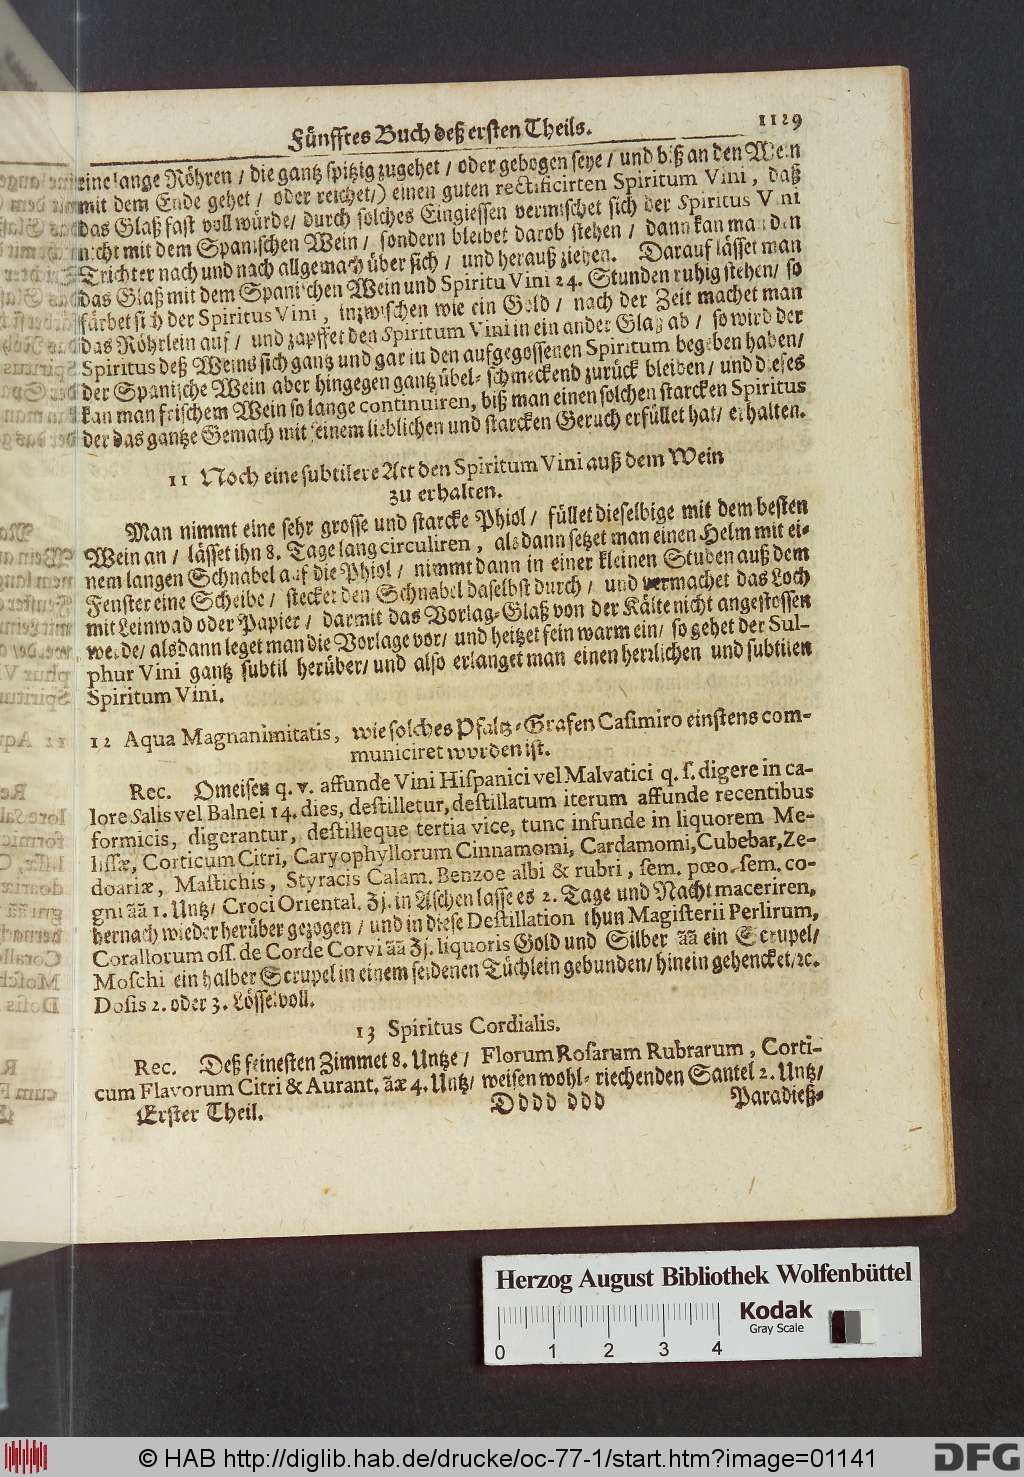 Fünfftes Buch deß ersten Theils. 1129
eine lange Röhren / die gantz spitzig zugehet / oder gebogen seye / und biß an den Wein
mit dem Ende gehet / oder reichet /) einen guten rectificirten Spiritum Vini, daß
das Glaß fast voll würde / durch solches Eingiessen vermischet sich der Spiritus Vini
nicht mit dem Spanischen Wein / sondern bleibet darob stehen / dann kan man den
Trichter nach und nach allgemach über sich / und herauß ziehen. Darauf lässet man
das Glaß mit dem Spanischen Wein und Spiritu Vini 24. Stunden ruhig stehen / so
färbet sich der Spiritus Vini, inzwischen wie ein Gold / nach der Zeit machet man
das Röhrlein auf / und zapffet den Spiritum Vini in ein ander Glaß ab / so wird der
Spiritus deß Weins sich gantz und gar zu den aufgegossenen Spiritum begeben haben /
der Spanische Wein aber hingegen gantz übel-schmeckend zurück bleiben / und dieses
kan man frischem Wein so lange continuiren, biß man einen solchen starcken Spiritus
der das gantze Gemach mit seinem lieblichen und starcken Geruch erfüllet hat / erhalten.
11 Noch eine subtilere Art den Spiritum Vini auß dem Wein
zu erhalten.
Man nimmt eine sehr grosse und starcke Phiol / füllet dieselbige mit dem besten
Wein an / lässet ihn 8. Tage lang circuliren, alsdann setzet man einen Helm mit ei-
nem langen Schnabel auf die Phiol / nimmt dann in einer kleinen Stuben auß dem
Fenster eine Scheibe / stecket den Schnabel daselbst durch / und vermachet das Loch
mit Leinwad oder Papier / darmit das Vorlag-Glaß von der Kälte nicht angestossen
werde / alsdann leget man die Vorlage vor / und heitzet fein warm ein / so gehet der Sul-
phur Vini gantz subtil herüber / und also erlanget man einen herrlichen und subtilen
Spiritum Vini.
12 Aqua Magnanimitatis, wie solches Pfaltz-Grafen Casimiro einstens com-
municiret worden ist.
Rec. Omeisen q. v. affunde Vini Hispanici vel Malvatici q. s. digere in ca-
lore Salis vel Balnei 14. dies, destilletur, destillatum iterum affunde recentibus
formicis, digerantur, destilleque tertia vice, tunc infunde in liquorem Me-
lissæ, Corticum Citri, Caryophyllorum Cinnamomi, Cardamomi, Cubebar, Ze-
doariæ, Mastichis, Styracis Calam. Benzoe albi & rubri, sem. pœo. sem. co-
gni āā 1. Untz / Croci Oriental. ʒj. in Aschen lasse es 2. Tage und Nacht maceriren,
hernach wieder herüber gezogen / und in diese Destillation thun Magisterii Perlirum,
Corallorum oss. de Corde Corvi āā ʒj. liquoris Gold und Silber āā ein Scrupel /
Moschi ein halber Scrupel in einem seidenen Tüchlein gebunden / hinein gehencket / ꝛc.
Dosis 2. oder 3. Löffel voll.
13 Spiritus Cordialis.
Rec. Deß feinesten Zimmet 8. Untze / Florum Rosarum Rubrarum, Corti-
cum Flavorum Citri & Aurant. āæ 4. Untz / weisen wohl-riechenden Santel 2. Untz /
Erster Theil. Dddd ddd Paradieß-
Herzog August Bibliothek Wolfenbüttel
Kodak
Gray Scale
0 1 2 3 4
© HAB http://diglib.hab.de/drucke/oc-77-1/start.htm?image=01141
DFG